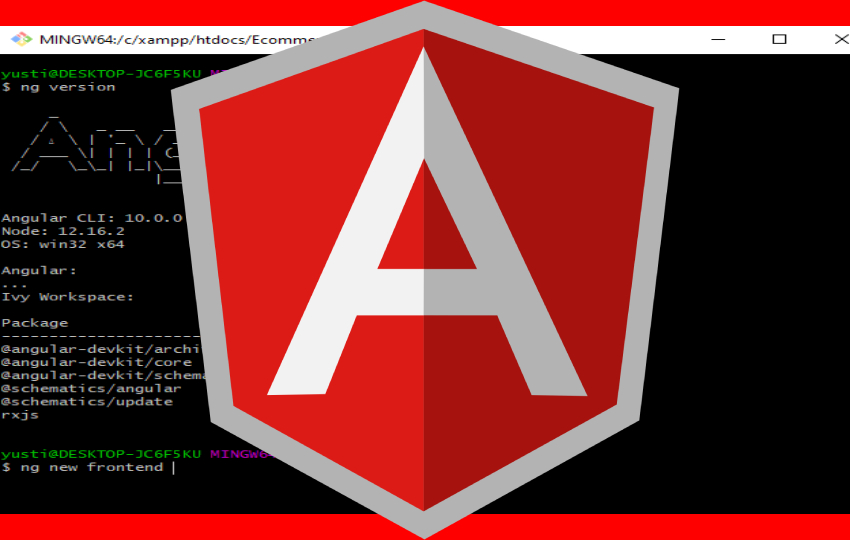 MINGW64:/c/xampp/htdocs/Ecomme
yusti@DESKTOP-JC6F5KU
$ ng version
Angular CLI: 10.0.0
Node: 12.16.2
OS: win32 x64
Angular:
...
Ivy Workspace:
Package
@angular-devkit/archi
@angular-devkit/core
@angular-devkit/schema
@schematics/angular
@schematics/update
rxjs
yusti@DESKTOP-JC6F5KU MINGW6
$ ng new frontend